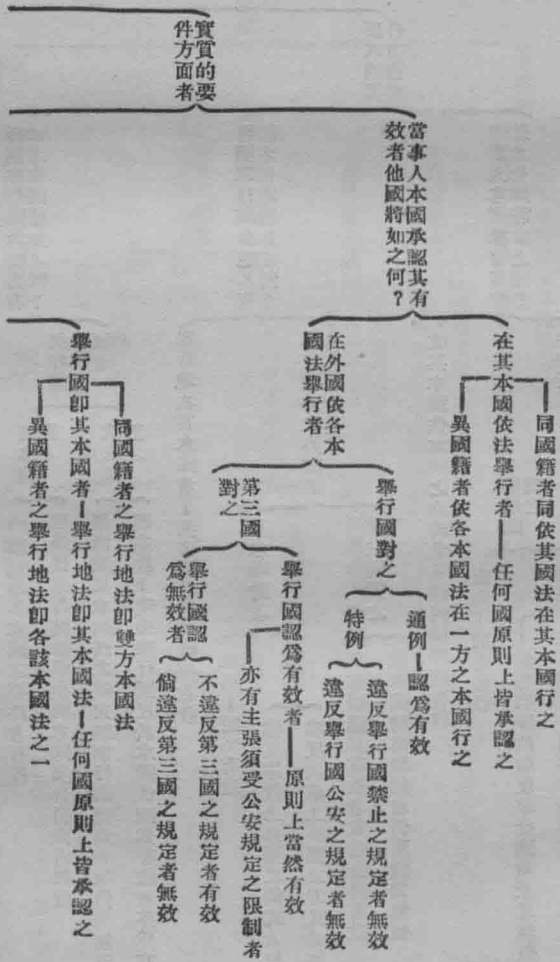 實質的要
件方面者
當事人本國承認其有
效者他國將如之何?
同國籍者同依其國法在其本國行之
在其本國依法舉行者——任何國原則上皆承認之
異國籍者依各本國法在一方之本國行之
在外國依各本
國法舉行者
舉行國對之
通例—認爲有效
特例
違反舉行國禁止之規定者無效
違反舉行國公安之規定者無效
第三國
對之
舉行國認爲有效者——原則上當然有效
亦有主張須受公安規定之限制者
舉行國認
爲無效者
不違反第三國之規定者有效
倘違反第三國之規定者無效
同國籍者之舉行地法卽雙方本國法
舉行國卽其本國者—舉行地法卽其本國法—任何國原則上皆承認之
異國籍者之舉行地法卽各該本國法之一